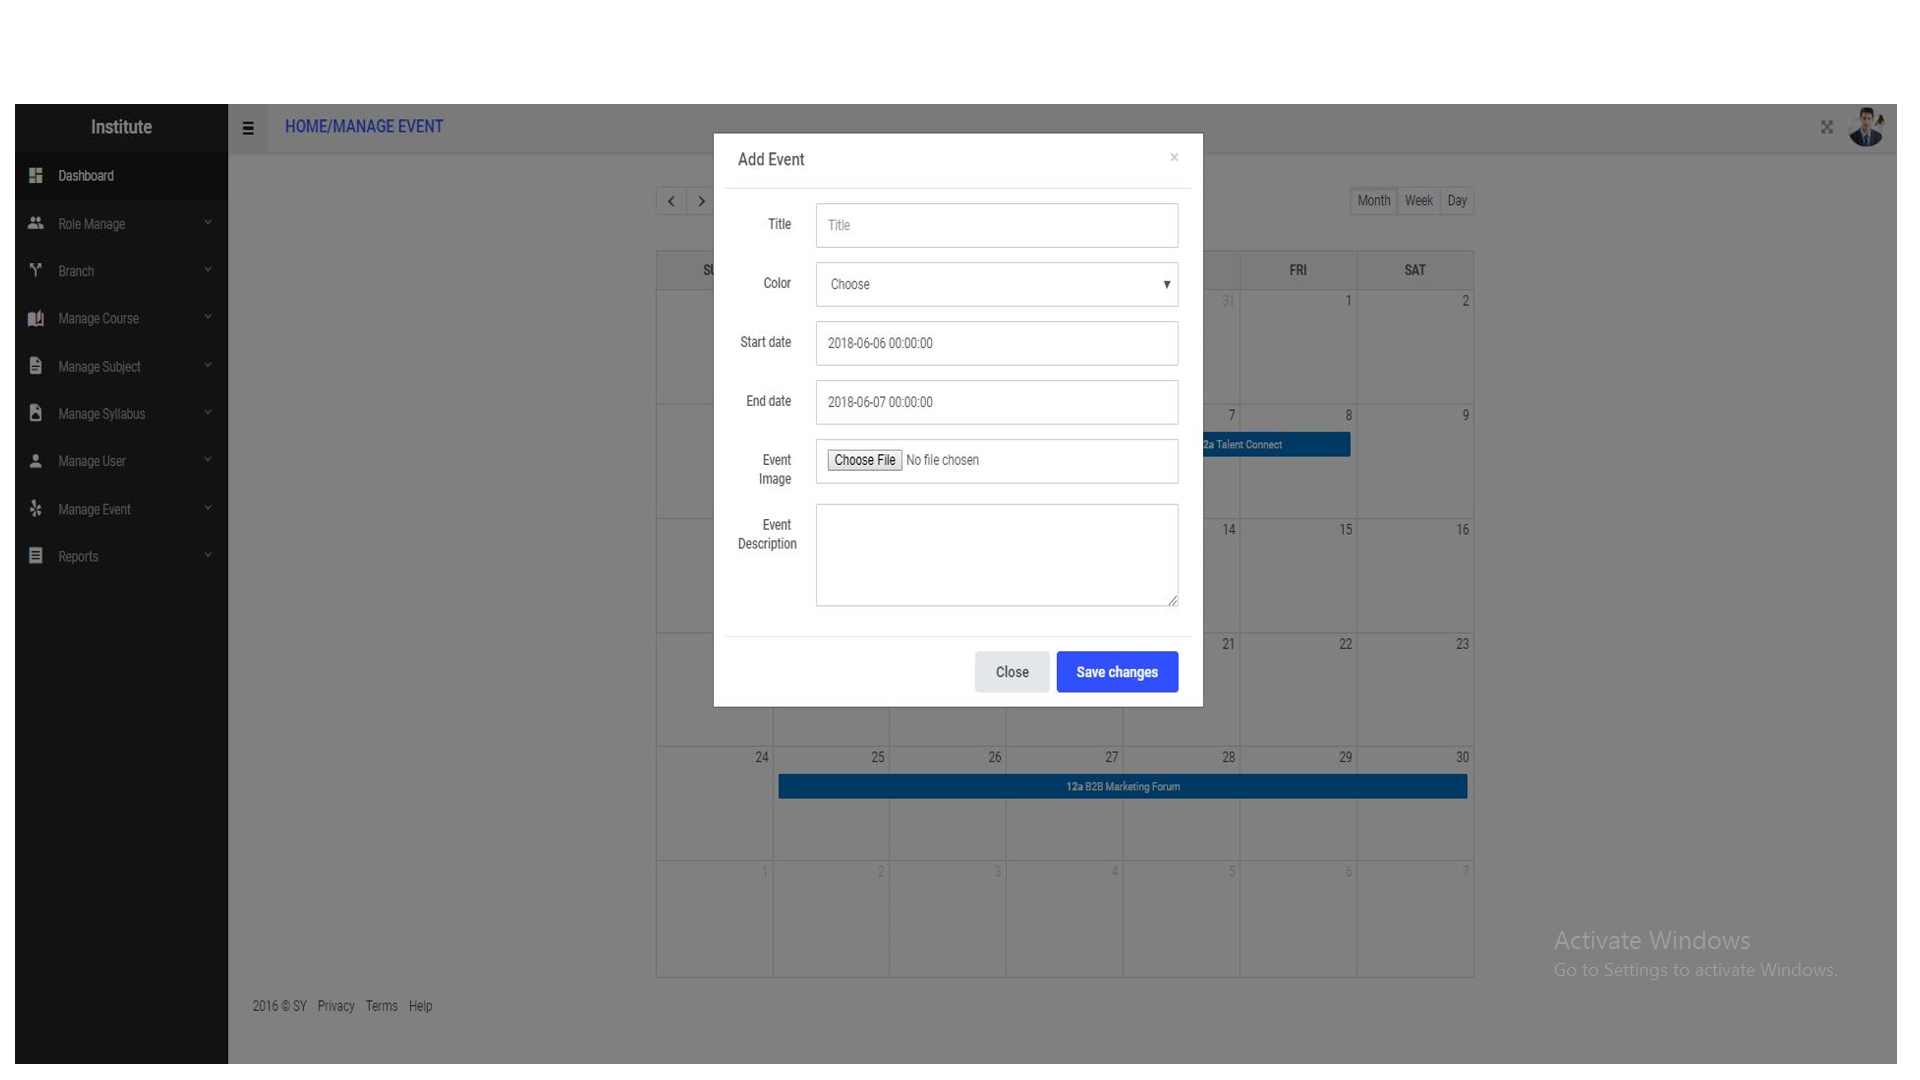 Institute
HOME/MANAGE EVENT
Dashboard
Role Manage
Branch
Manage Course
Manage Subject
Manage Syllabus
Manage User
Manage Event
Reports
Add Event
×
Title
Title
Color
Choose
Start date
2018-06-06 00:00:00
End date
2018-06-07 00:00:00
Event
Image
Choose File No file chosen
Event
Description
Close
Save changes
Month Week Day
FRI SAT
31 1 2
7 8 9
2a Talent Connect
14 15 16
21 22 23
24 25 26 27 28 29 30
12a B2B Marketing Forum
1 2 3 4 5 6 7
Activate Windows
Go to Settings to activate Windows.
2016 © SY Privacy Terms Help